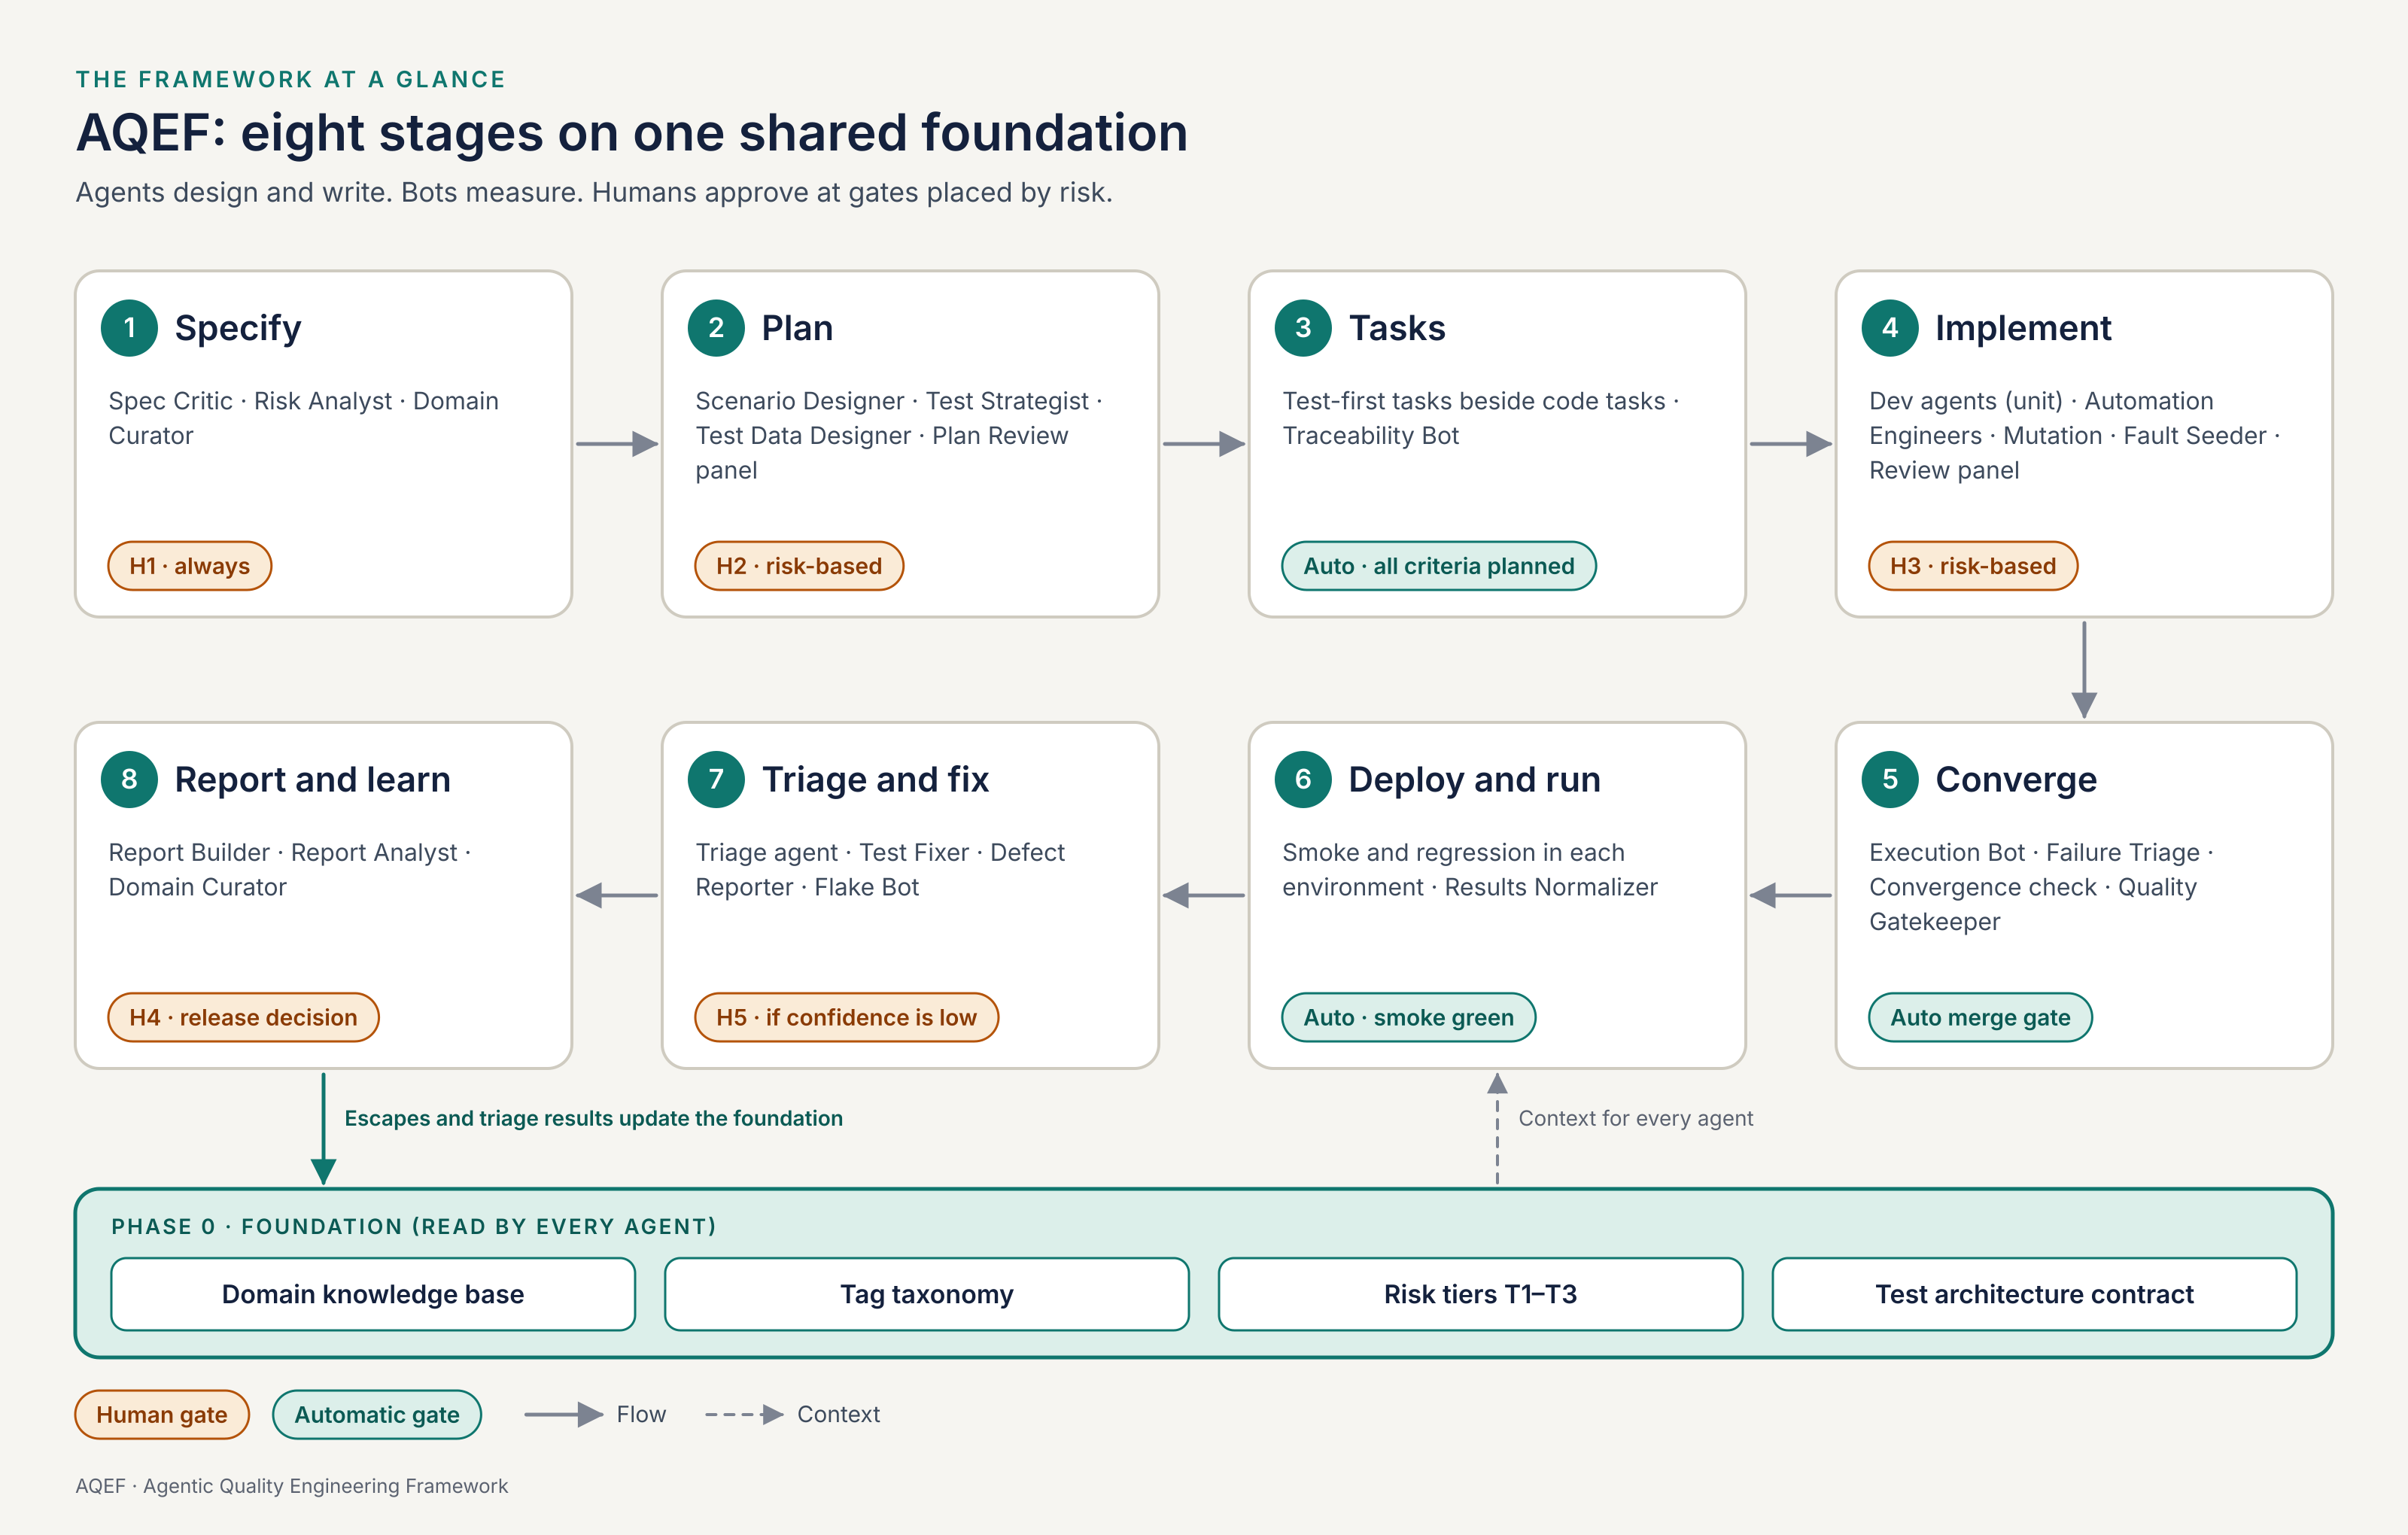 THE FRAMEWORK AT A GLANCE
AQEF: eight stages on one shared foundation
Agents design and write. Bots measure. Humans approve at gates placed by risk.
1 Specify
Spec Critic · Risk Analyst · Domain
Curator
H1 · always
2 Plan
Scenario Designer · Test Strategist ·
Test Data Designer · Plan Review
panel
H2 · risk-based
3 Tasks
Test-first tasks beside code tasks ·
Traceability Bot
Auto · all criteria planned
4 Implement
Dev agents (unit) · Automation
Engineers · Mutation · Fault Seeder ·
Review panel
H3 · risk-based
8 Report and learn
Report Builder · Report Analyst ·
Domain Curator
H4 · release decision
7 Triage and fix
Triage agent · Test Fixer · Defect
Reporter · Flake Bot
H5 · if confidence is low
6 Deploy and run
Smoke and regression in each
environment · Results Normalizer
Auto · smoke green
5 Converge
Execution Bot · Failure Triage ·
Convergence check · Quality
Gatekeeper
Auto merge gate
Escapes and triage results update the foundation
Context for every agent
PHASE 0 · FOUNDATION (READ BY EVERY AGENT)
Domain knowledge base
Tag taxonomy
Risk tiers T1–T3
Test architecture contract
Human gate
Automatic gate
Flow
Context
AQEF · Agentic Quality Engineering Framework